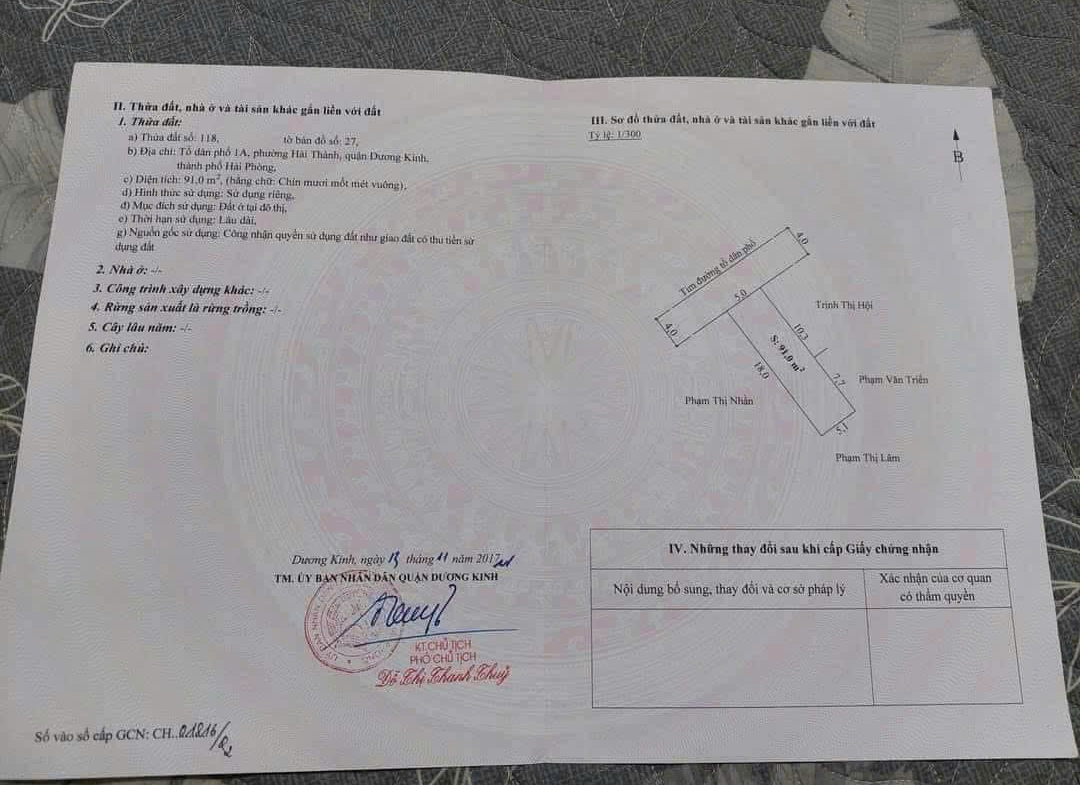 II. Thửa đất, nhà ở và tài sản khác gắn liền với đất
1. Thửa đất:
a) Thửa đất số: 118, tờ bản đồ số: 27,
b) Địa chỉ: Tổ dân phố 1A, phường Hải Thành, quận Dương Kinh,
thành phố Hải Phòng,
c) Diện tích: 91,0 m², (bằng chữ: Chín mươi mốt mét vuông),
d) Hình thức sử dụng: Sử dụng riêng,
đ) Mục đích sử dụng: Đất ở tại đô thị,
e) Thời hạn sử dụng: Lâu dài,
g) Nguồn gốc sử dụng: Công nhận quyền sử dụng đất như giao đất có thu tiền sử
dụng đất
2. Nhà ở: -/-
3. Công trình xây dựng khác: -/-
4. Rừng sản xuất là rừng trồng: -/-
5. Cây lâu năm: -/-
6. Ghi chú:
Dương Kinh, ngày 13 tháng 11 năm 2017
TM. ỦY BAN NHÂN DÂN QUẬN DƯƠNG KINH
KT.CHỦ TỊCH
PHÓ CHỦ TỊCH
Đỗ Thị Thanh Thuỷ
Số vào sổ cấp GCN: CH..01816/
III. Sơ đồ thửa đất, nhà ở và tài sản khác gắn liền với đất
Tỷ lệ: 1/300
B
Tim đường tổ dân phố
4.0
4.0
5.0
Trịnh Thị Hội
10.3
S: 91.0 m²
18.0
7.7
Phạm Văn Triển
Phạm Thị Nhẫn
5.1
Phạm Thị Lâm
IV. Những thay đổi sau khi cấp Giấy chứng nhận
Nội dung bổ sung, thay đổi và cơ sở pháp lý
Xác nhận của cơ quan
có thẩm quyền